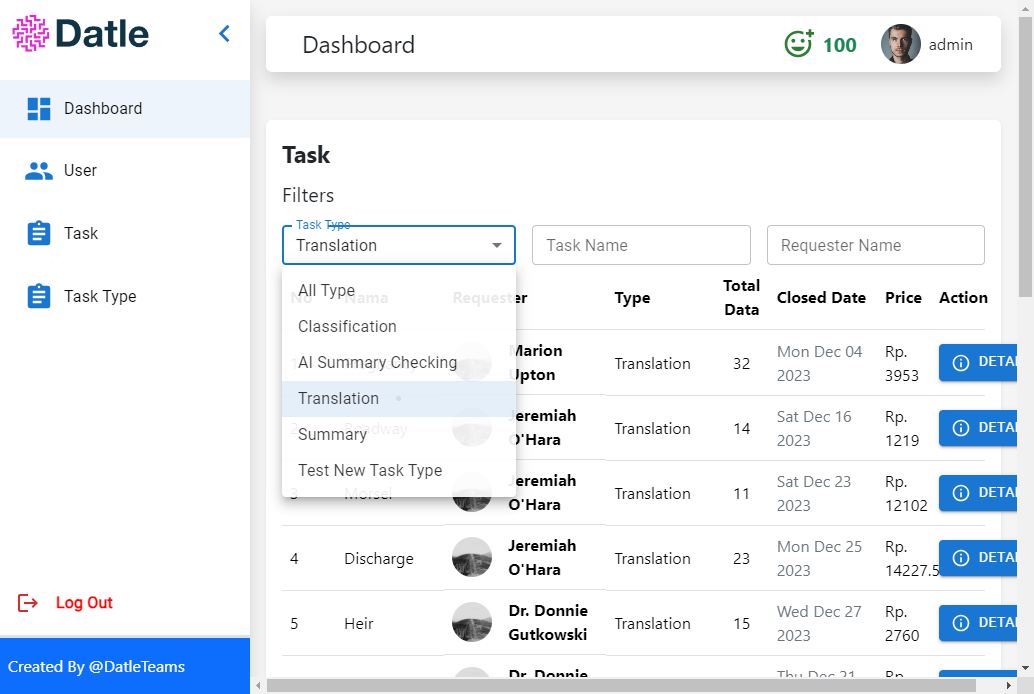 Datle
Dashboard
100
admin
Dashboard
User
Task
Task Type
Log Out
Created By @DatleTeams
Task
Filters
Task Type
Translation
Task Name
Requester Name
All Type
Classification
AI Summary Checking
Translation
Summary
Test New Task Type
No Nama Requester Type Total Data Closed Date Price Action
Marion Upton Translation 32 Mon Dec 04 2023 Rp. 3953 DETAI
2 Roadway Jeremiah O'Hara Translation 14 Sat Dec 16 2023 Rp. 1219 DETAI
3 Morsel Jeremiah O'Hara Translation 11 Sat Dec 23 2023 Rp. 12102 DETAI
4 Discharge Jeremiah O'Hara Translation 23 Mon Dec 25 2023 Rp. 14227.5 DETAI
5 Heir Dr. Donnie Gutkowski Translation 15 Wed Dec 27 2023 Rp. 2760 DETAI
Dr. Donnie Thu Dec 21 Rp.